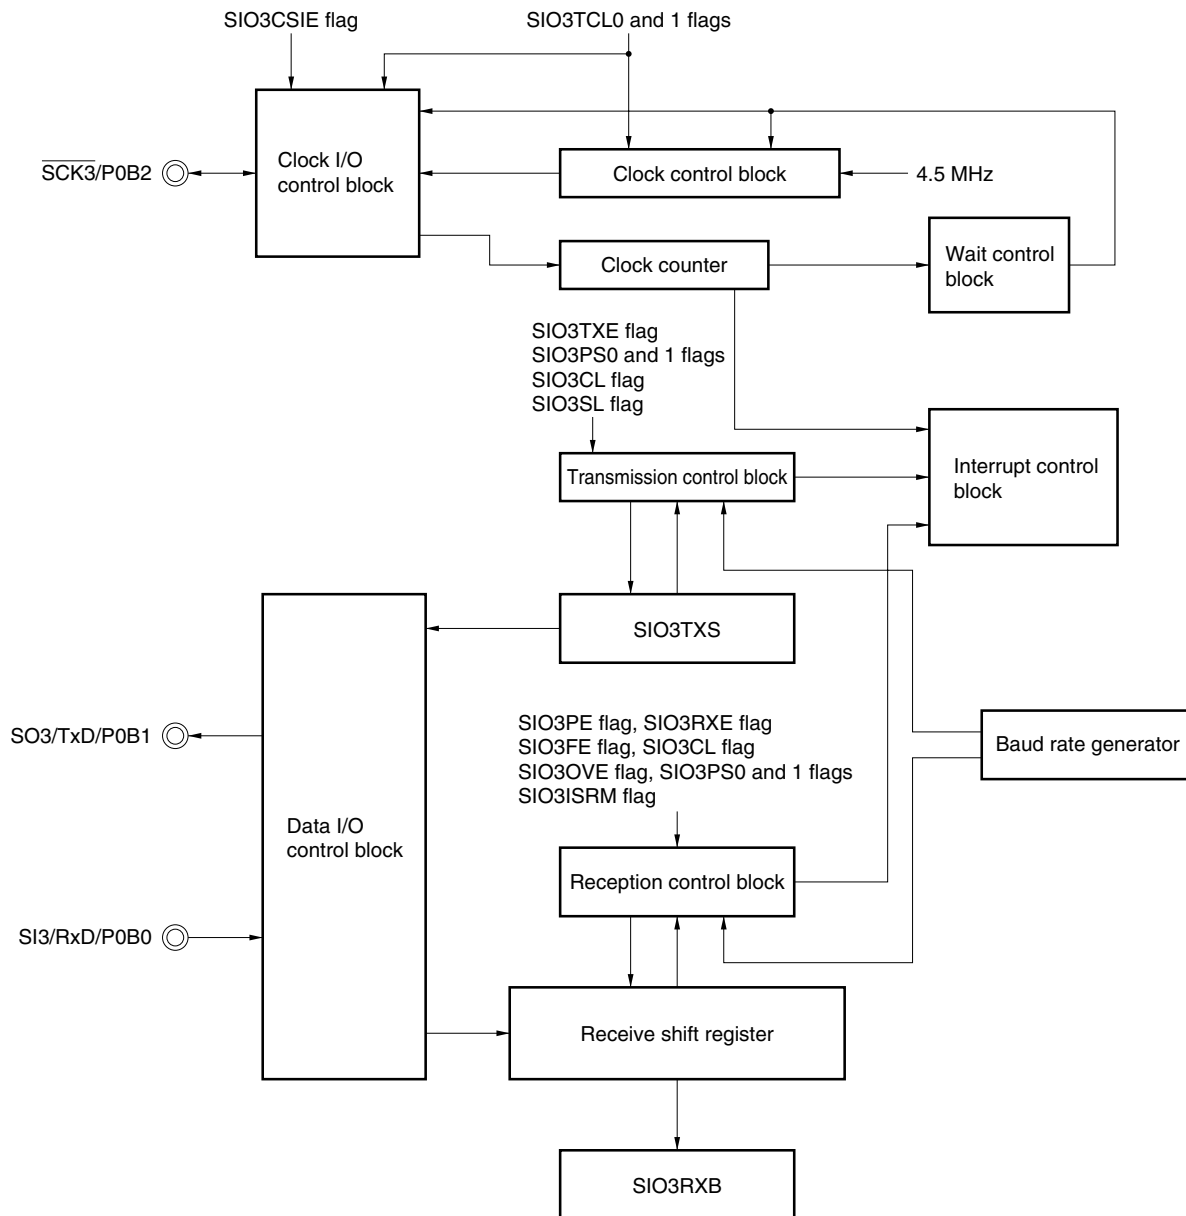 SIO3CSIE flag
SIO3TCL0 and 1 flags
Clock I/O
control block
SCK3/P0B2
Clock control block
4.5 MHz
Clock counter
Wait control
block
SIO3TXE flag
SIO3PS0 and 1 flags
SIO3CL flag
SIO3SL flag
Transmission control block
Interrupt control
block
SIO3TXS
SO3/TxD/P0B1
SIO3PE flag, SIO3RXE flag
SIO3FE flag, SIO3CL flag
SIO3OVE flag, SIO3PS0 and 1 flags
SIO3ISRM flag
Baud rate generator
Data I/O
control block
Reception control block
SI3/RxD/P0B0
Receive shift register
SIO3RXB